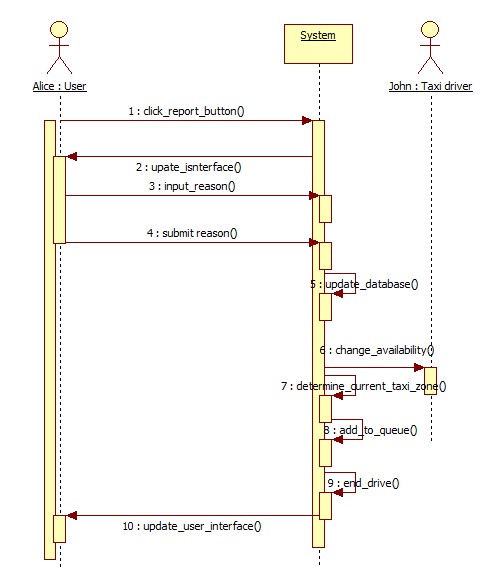 System
Alice : User
John : Taxi driver
1 : click_report_button()
2 : upate_isnterface()
3 : input_reason()
4 : submit reason()
5 : update_database()
6 : change_availability()
7 : determine_current_taxi_zone()
8 : add_to_queue()
9 : end_drive()
10 : update_user_interface()